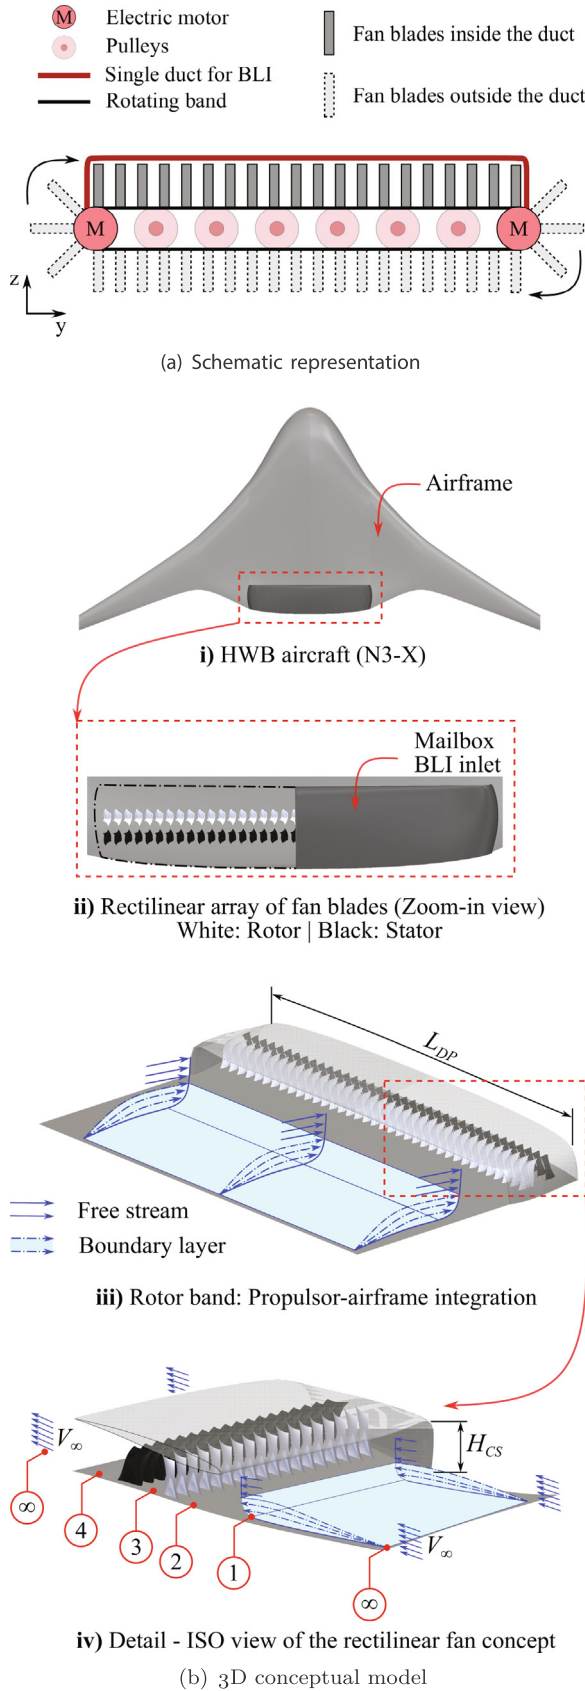 M Electric motor
Pulleys
Single duct for BLI
Rotating band
Fan blades inside the duct
Fan blades outside the duct
M M
z
y
(a) Schematic representation
Airframe
i) HWB aircraft (N3-X)
Mailbox
BLI inlet
ii) Rectilinear array of fan blades (Zoom-in view)
White: Rotor | Black: Stator
L_DP
Free stream
Boundary layer
iii) Rotor band: Propulsor-airframe integration
V_∞
H_CS
∞
4
3
2
1
V_∞
∞
iv) Detail - ISO view of the rectilinear fan concept
(b) 3D conceptual model